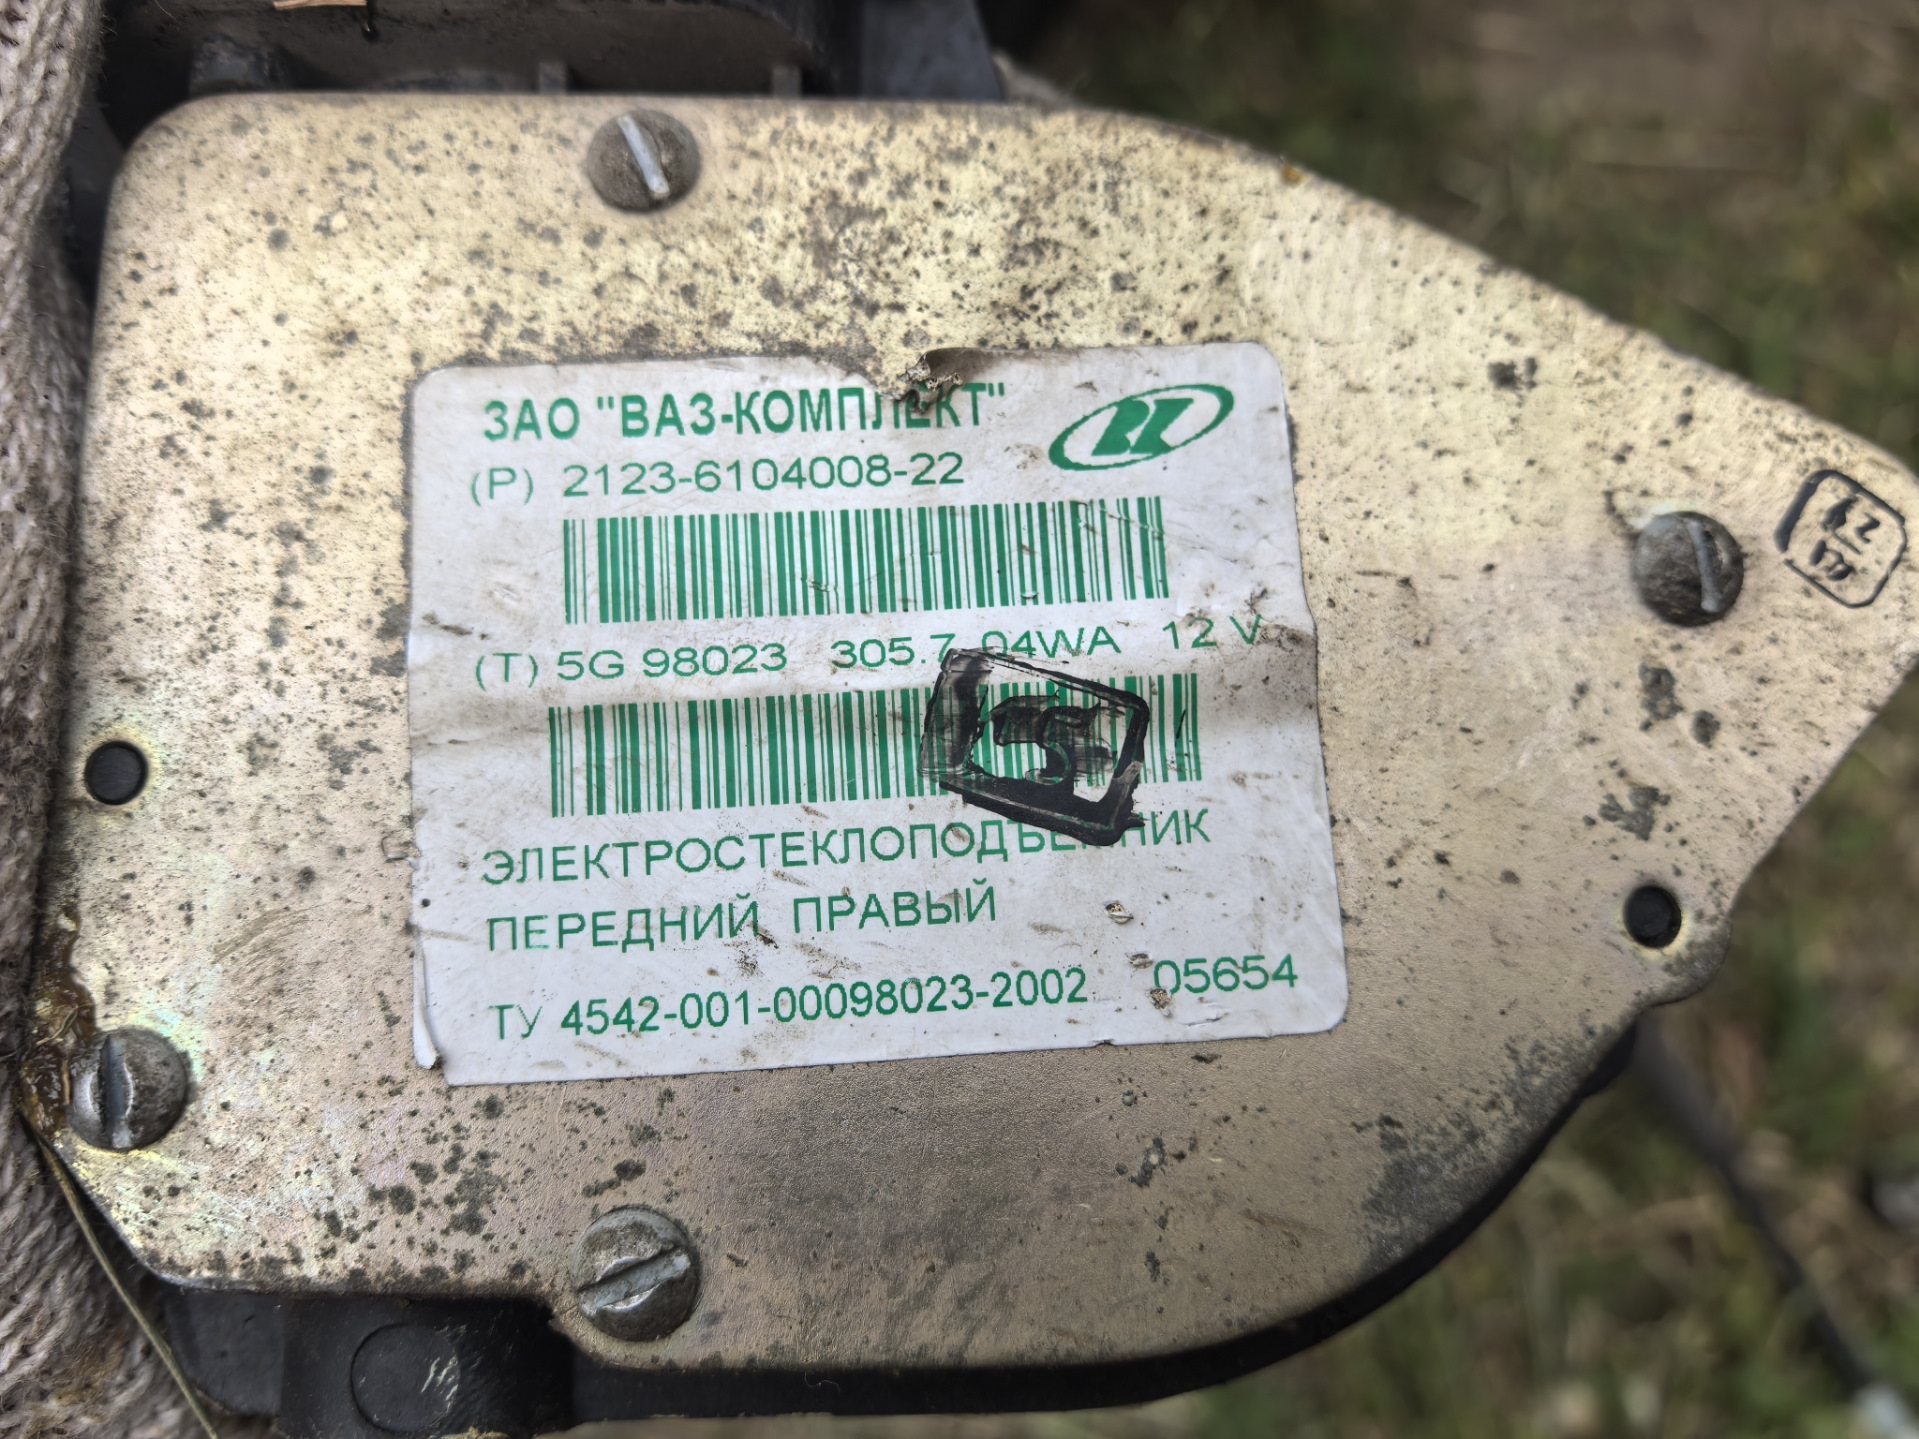 ЗАО "ВАЗ-КОМПЛЕКТ"
(Р) 2123-6104008-22
(Т) 5G 98023 305.7 04WA 12 V
15
ЭЛЕКТРОСТЕКЛОПОДЪЕМНИК
ПЕРЕДНИЙ ПРАВЫЙ
ТУ 4542-001-00098023-2002 05654